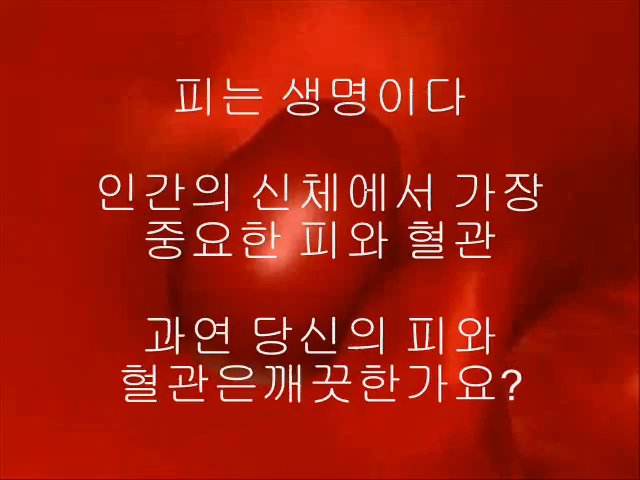 피는 생명이다
인간의 신체에서 가장
중요한 피와 혈관
과연 당신의 피와
혈관은깨끗한가요?